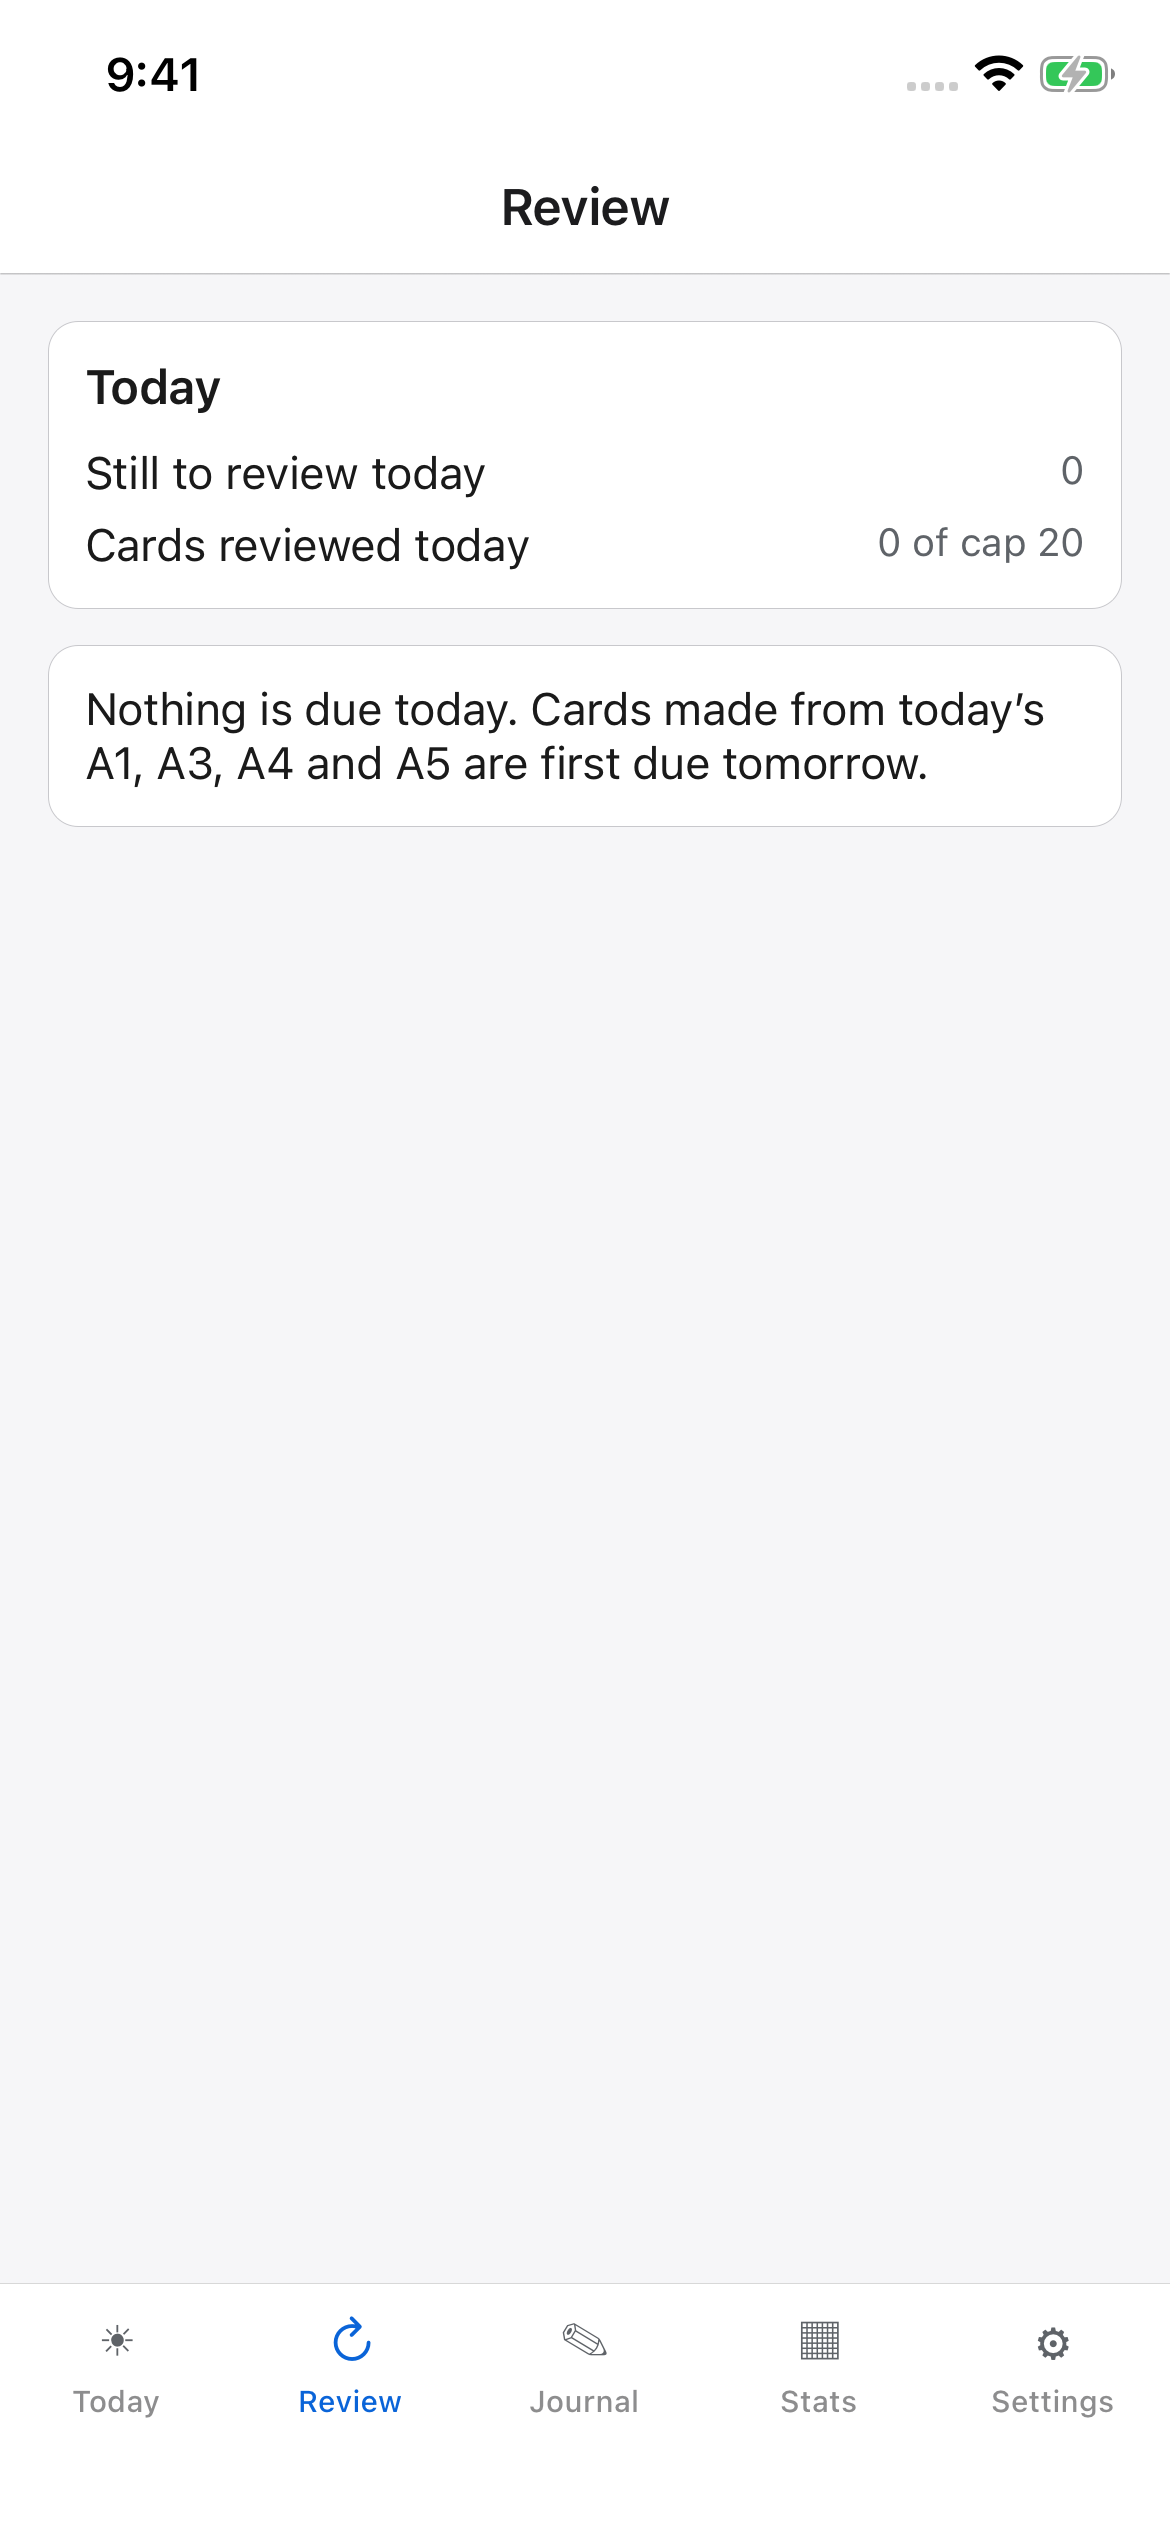 9:41
Review
Today
Still to review today 0
Cards reviewed today 0 of cap 20
Nothing is due today. Cards made from today’s
A1, A3, A4 and A5 are first due tomorrow.
Today Review Journal Stats Settings